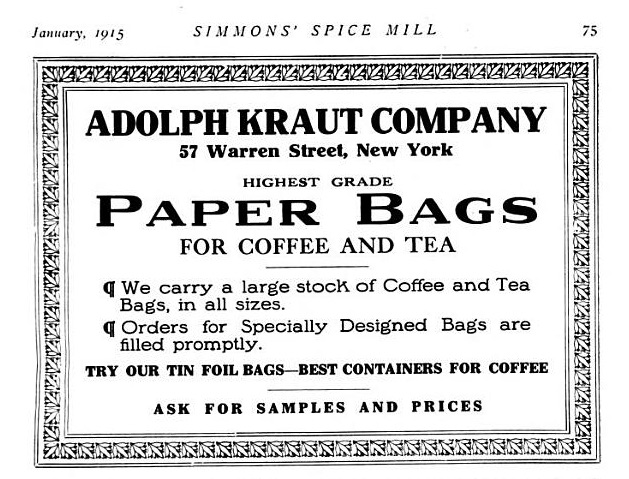 January, 1915 SIMMONS' SPICE MILL 75
ADOLPH KRAUT COMPANY
57 Warren Street, New York
HIGHEST GRADE
PAPER BAGS
FOR COFFEE AND TEA
¶ We carry a large stock of Coffee and Tea
Bags, in all sizes.
¶ Orders for Specially Designed Bags are
filled promptly.
TRY OUR TIN FOIL BAGS—BEST CONTAINERS FOR COFFEE
ASK FOR SAMPLES AND PRICES